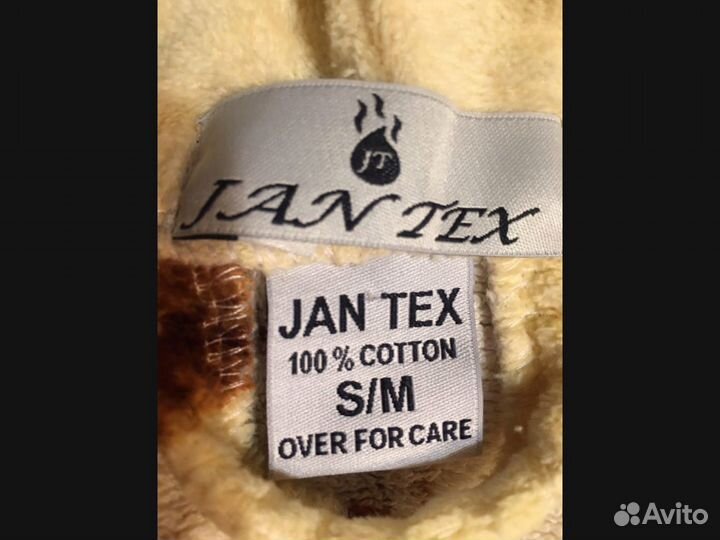 JT
JAN TEX
JAN TEX
100 % COTTON
S/M
OVER FOR CARE
Avito